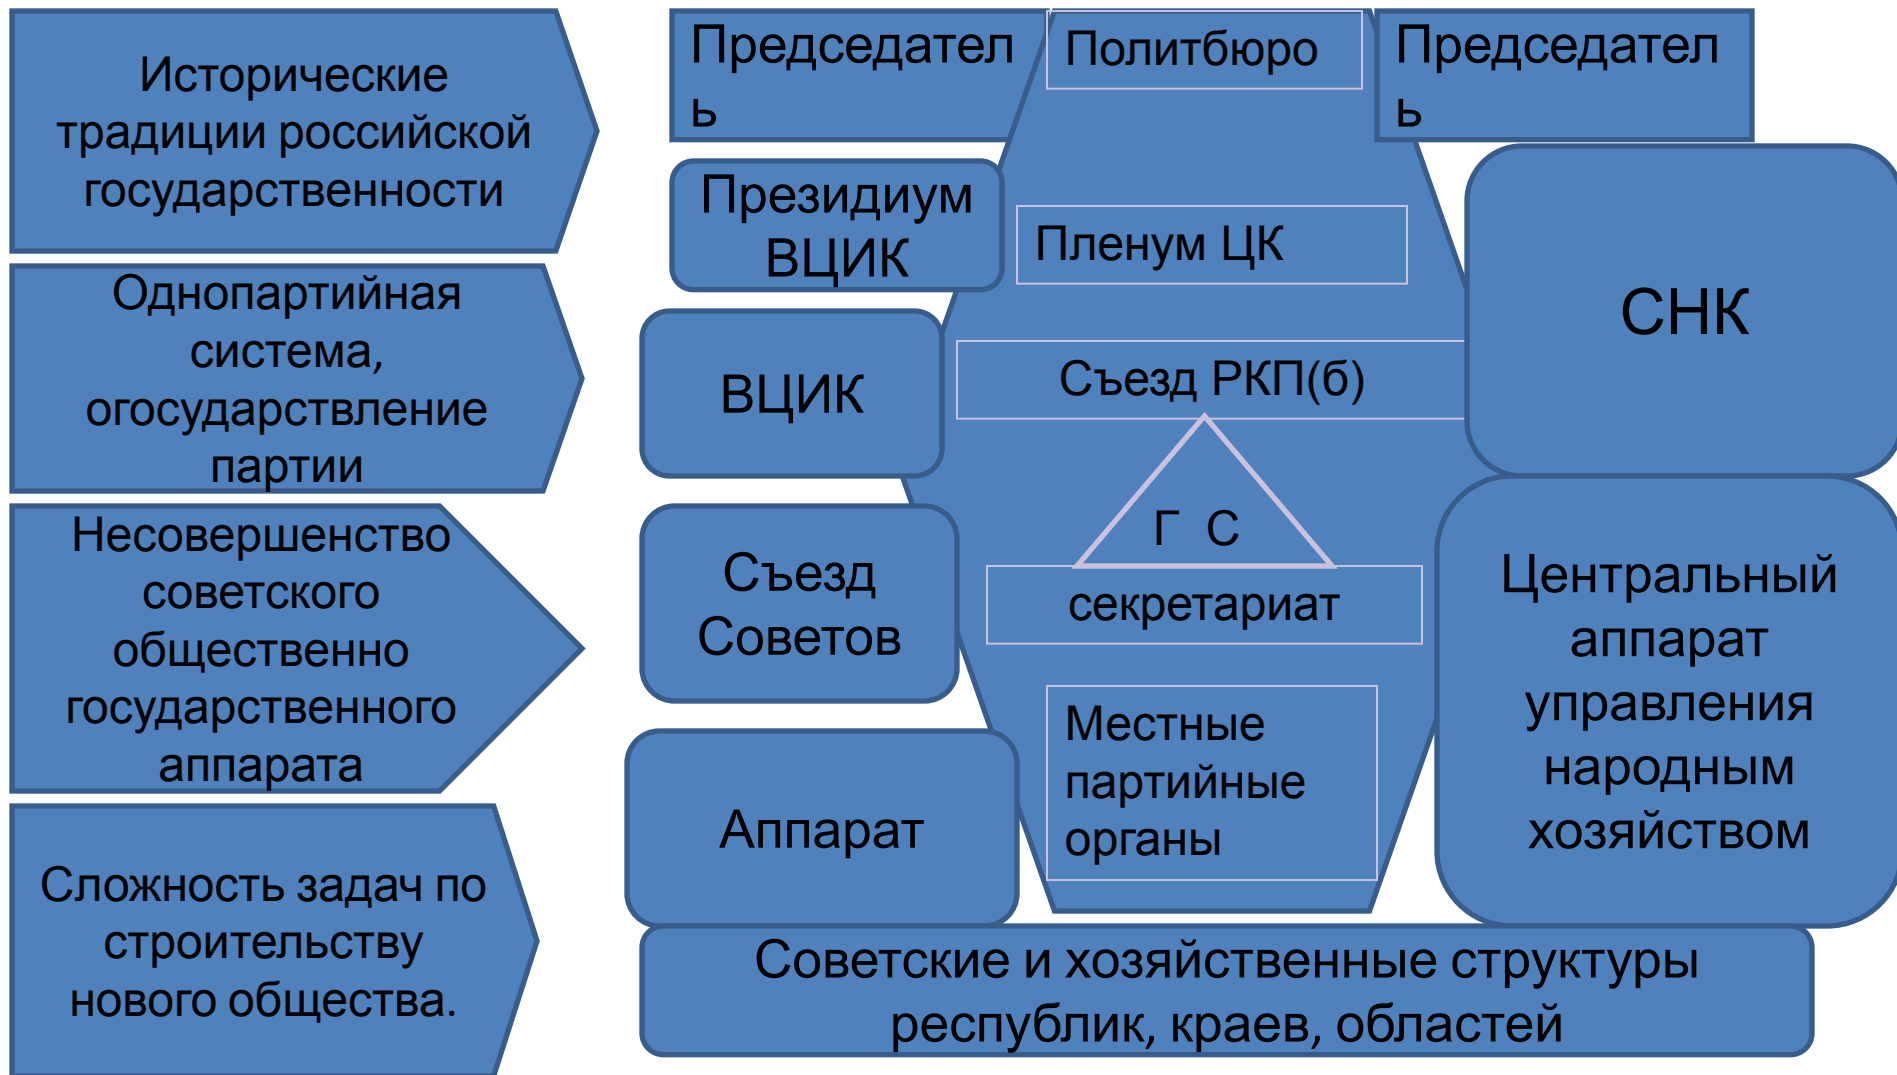 Исторические
традиции российской
государственности
Однопартийная
система,
огосударствление
партии
Несовершенство
советского
общественно
государственного
аппарата
Сложность задач по
строительству
нового общества.
Председател
ь
Президиум
ВЦИК
ВЦИК
Съезд
Советов
Аппарат
Политбюро
Пленум ЦК
Съезд РКП(б)
Г С
секретариат
Местные
партийные
органы
Председател
ь
СНК
Центральный
аппарат
управления
народным
хозяйством
Советские и хозяйственные структуры
республик, краев, областей